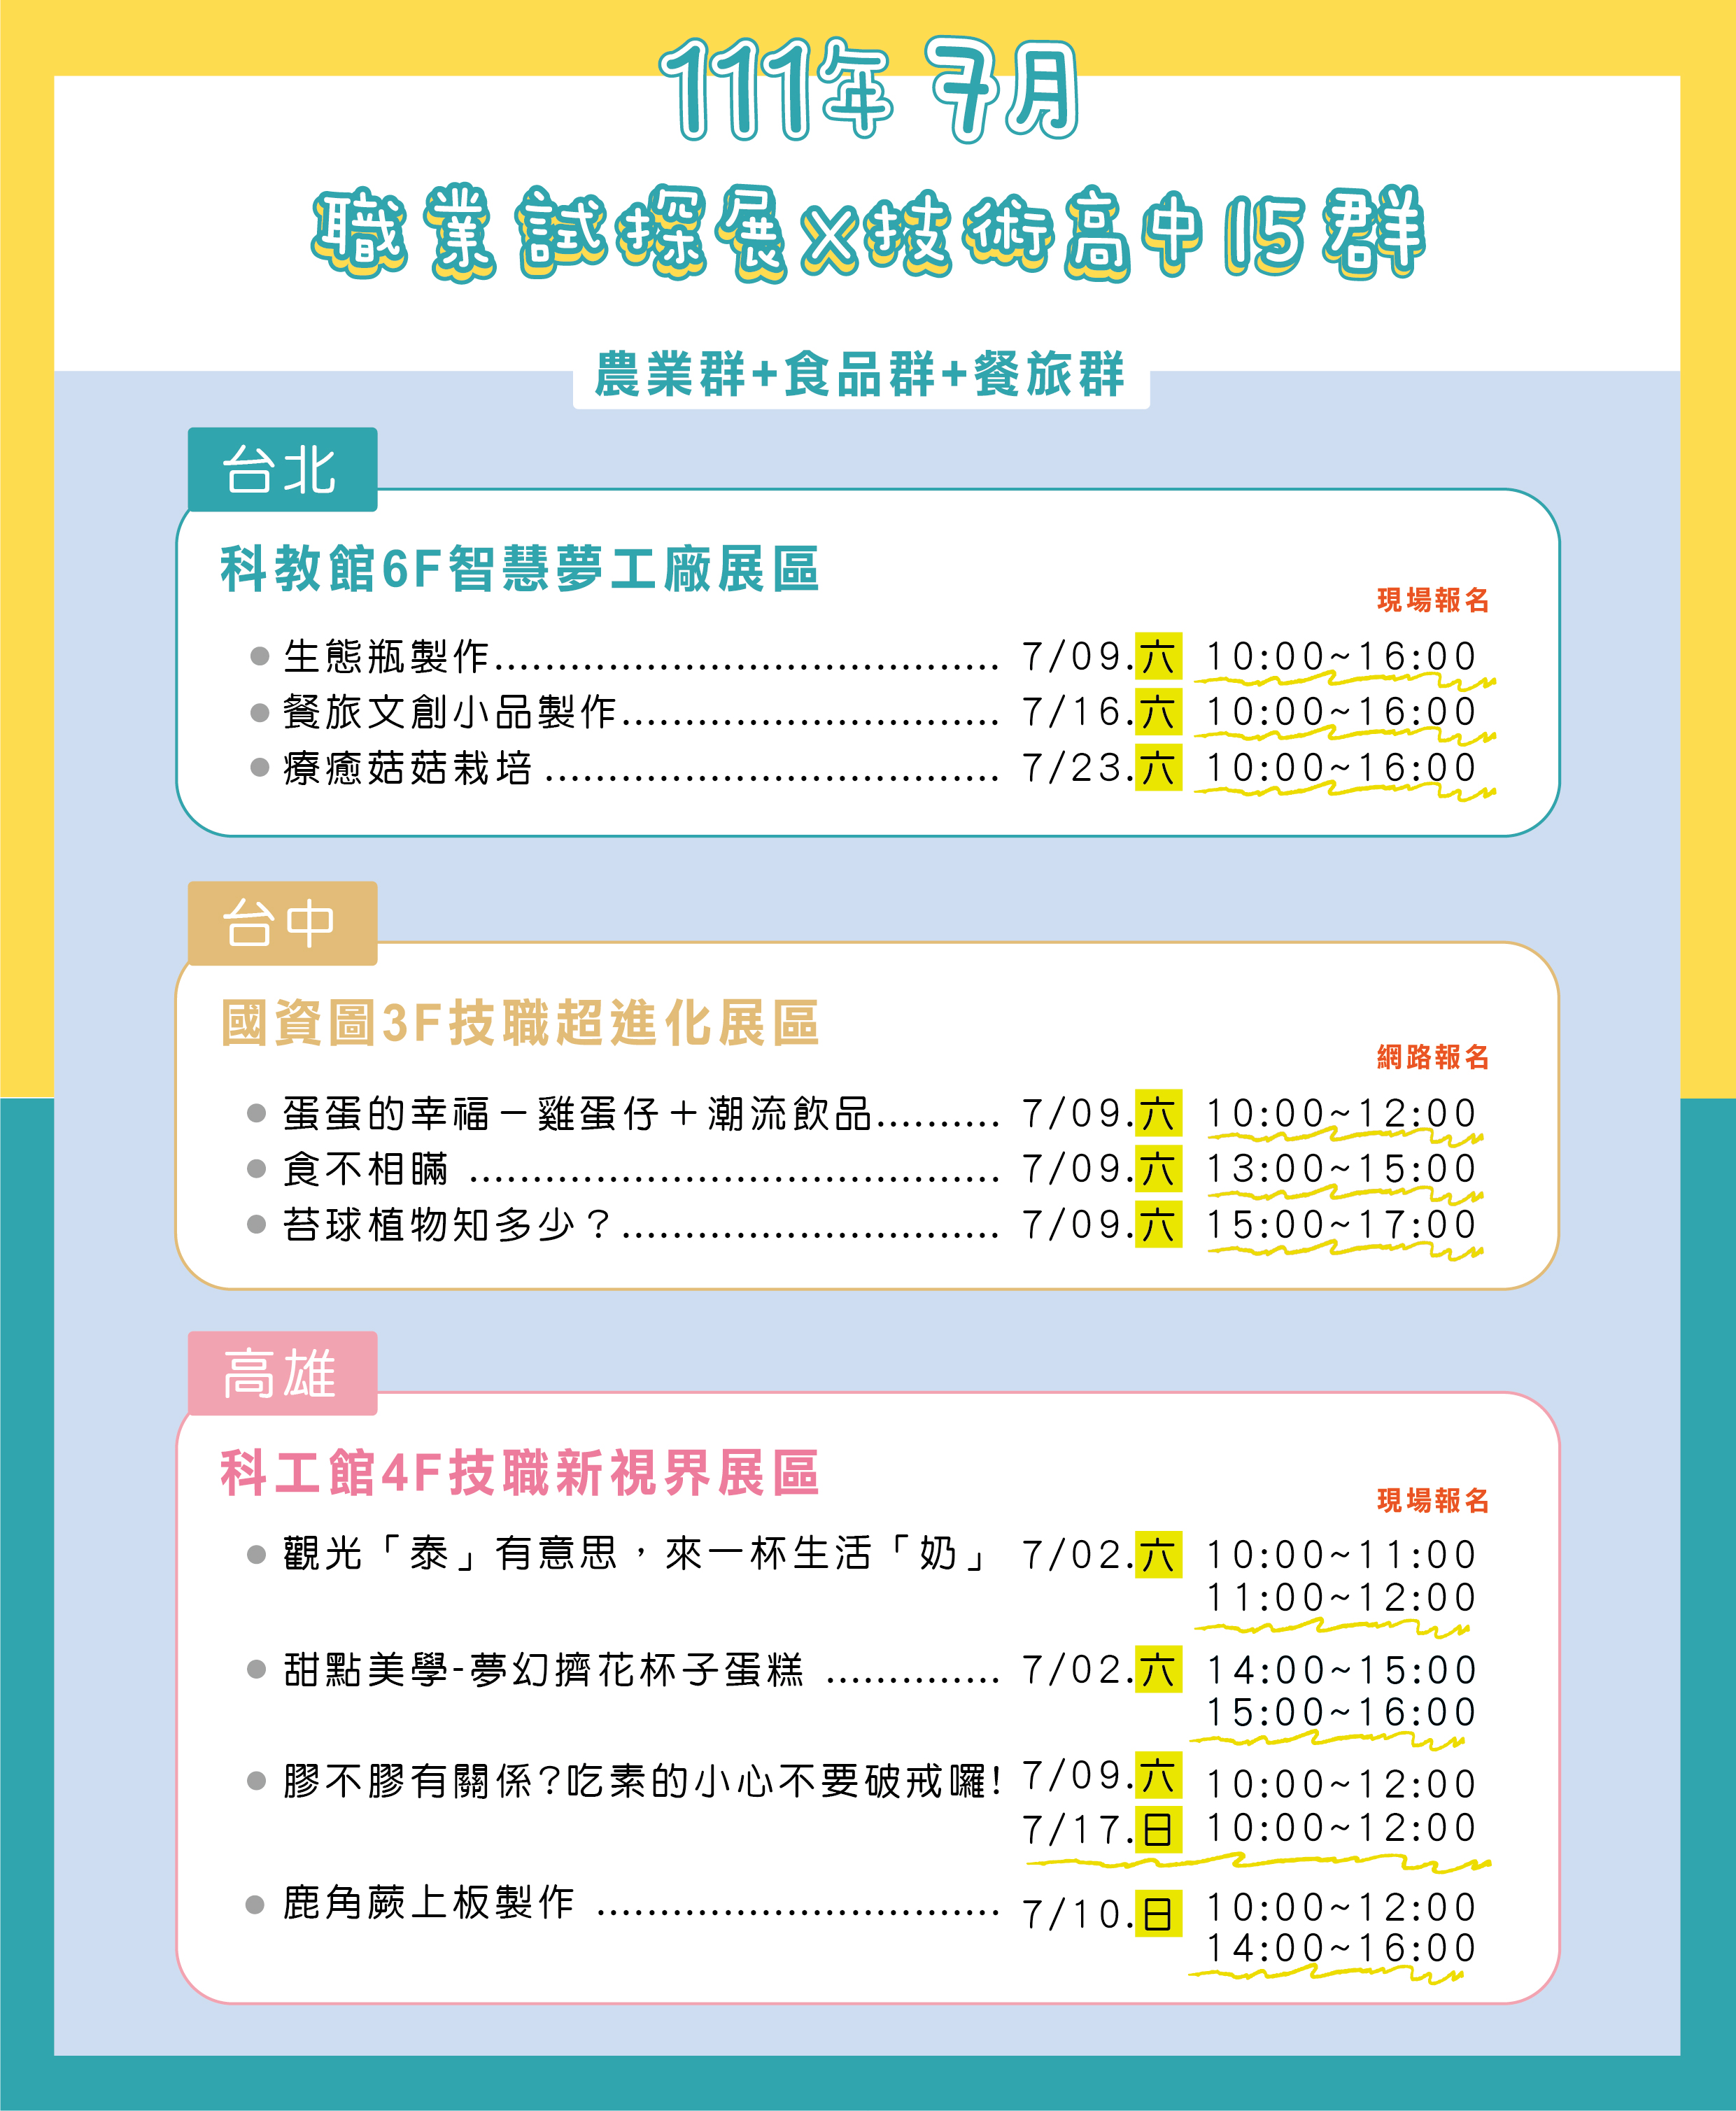 111年 7月
職業試探展X技術高中15群
農業群+食品群+餐旅群
台北
科教館6F智慧夢工廠展區
現場報名
生態瓶製作........................................ 7/09.六 10:00~16:00
餐旅文創小品製作.............................. 7/16.六 10:00~16:00
療癒菇菇栽培 .................................... 7/23.六 10:00~16:00
台中
國資圖3F技職超進化展區
網路報名
蛋蛋的幸福－雞蛋仔＋潮流飲品.......... 7/09.六 10:00~12:00
食不相瞞 .......................................... 7/09.六 13:00~15:00
苔球植物知多少？.............................. 7/09.六 15:00~17:00
高雄
科工館4F技職新視界展區
現場報名
觀光「泰」有意思，來一杯生活「奶」 7/02.六 10:00~11:00
11:00~12:00
甜點美學-夢幻擠花杯子蛋糕 .............. 7/02.六 14:00~15:00
15:00~16:00
膠不膠有關係?吃素的小心不要破戒囉! 7/09.六 10:00~12:00
7/17.日 10:00~12:00
鹿角蕨上板製作 ................................ 7/10.日 10:00~12:00
14:00~16:00